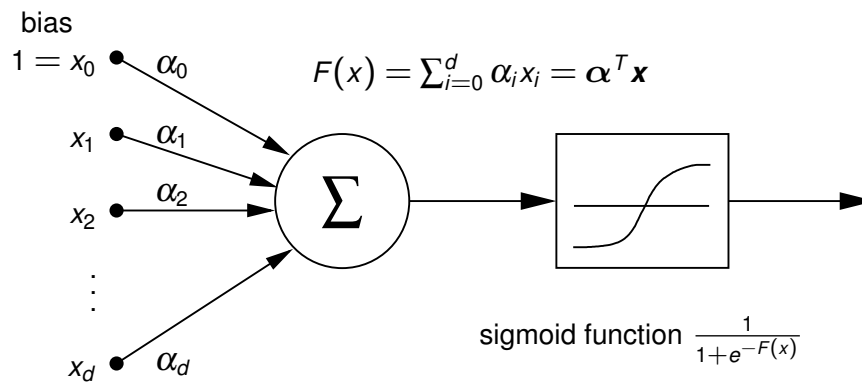 bias
1 = x₀
α₀
F(x) = ∑ᵢ₌₀ᵈ αᵢxᵢ = αᵀx
x₁
α₁
x₂
α₂
∑
⋮
x_d
α_d
sigmoid function 1/(1+e^{−F(x)})